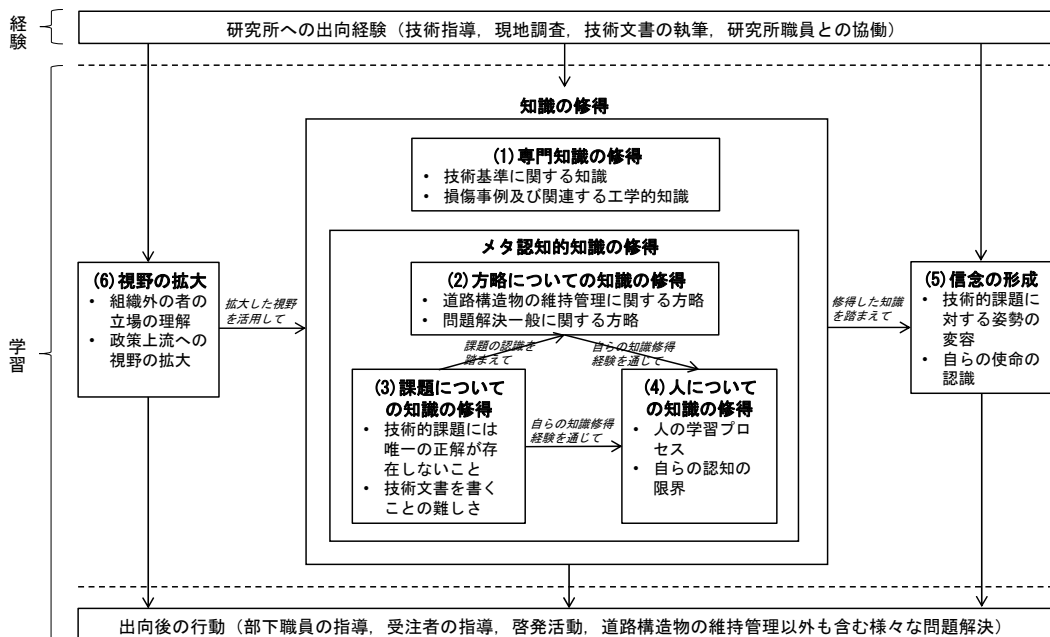 経験
研究所への出向経験（技術指導，現地調査，技術文書の執筆，研究所職員との協働）
学習
知識の修得
(1)専門知識の修得
• 技術基準に関する知識
• 損傷事例及び関連する工学的知識
メタ認知的知識の修得
(2)方略についての知識の修得
• 道路構造物の維持管理に関する方略
• 問題解決一般に関する方略
(6)視野の拡大
• 組織外の者の
立場の理解
• 政策上流への
視野の拡大
拡大した視野
を活用して
課題の認識を
踏まえて
自らの知識修得
経験を通じて
(3)課題について
の知識の修得
• 技術的課題には
唯一の正解が存
在しないこと
• 技術文書を書く
ことの難しさ
自らの知識修得
経験を通じて
(4)人について
の知識の修得
• 人の学習プロ
セス
• 自らの認知の
限界
修得した知識
を踏まえて
(5)信念の形成
• 技術的課題に
対する姿勢の
変容
• 自らの使命の
認識
出向後の行動（部下職員の指導，受注者の指導，啓発活動，道路構造物の維持管理以外も含む様々な問題解決）